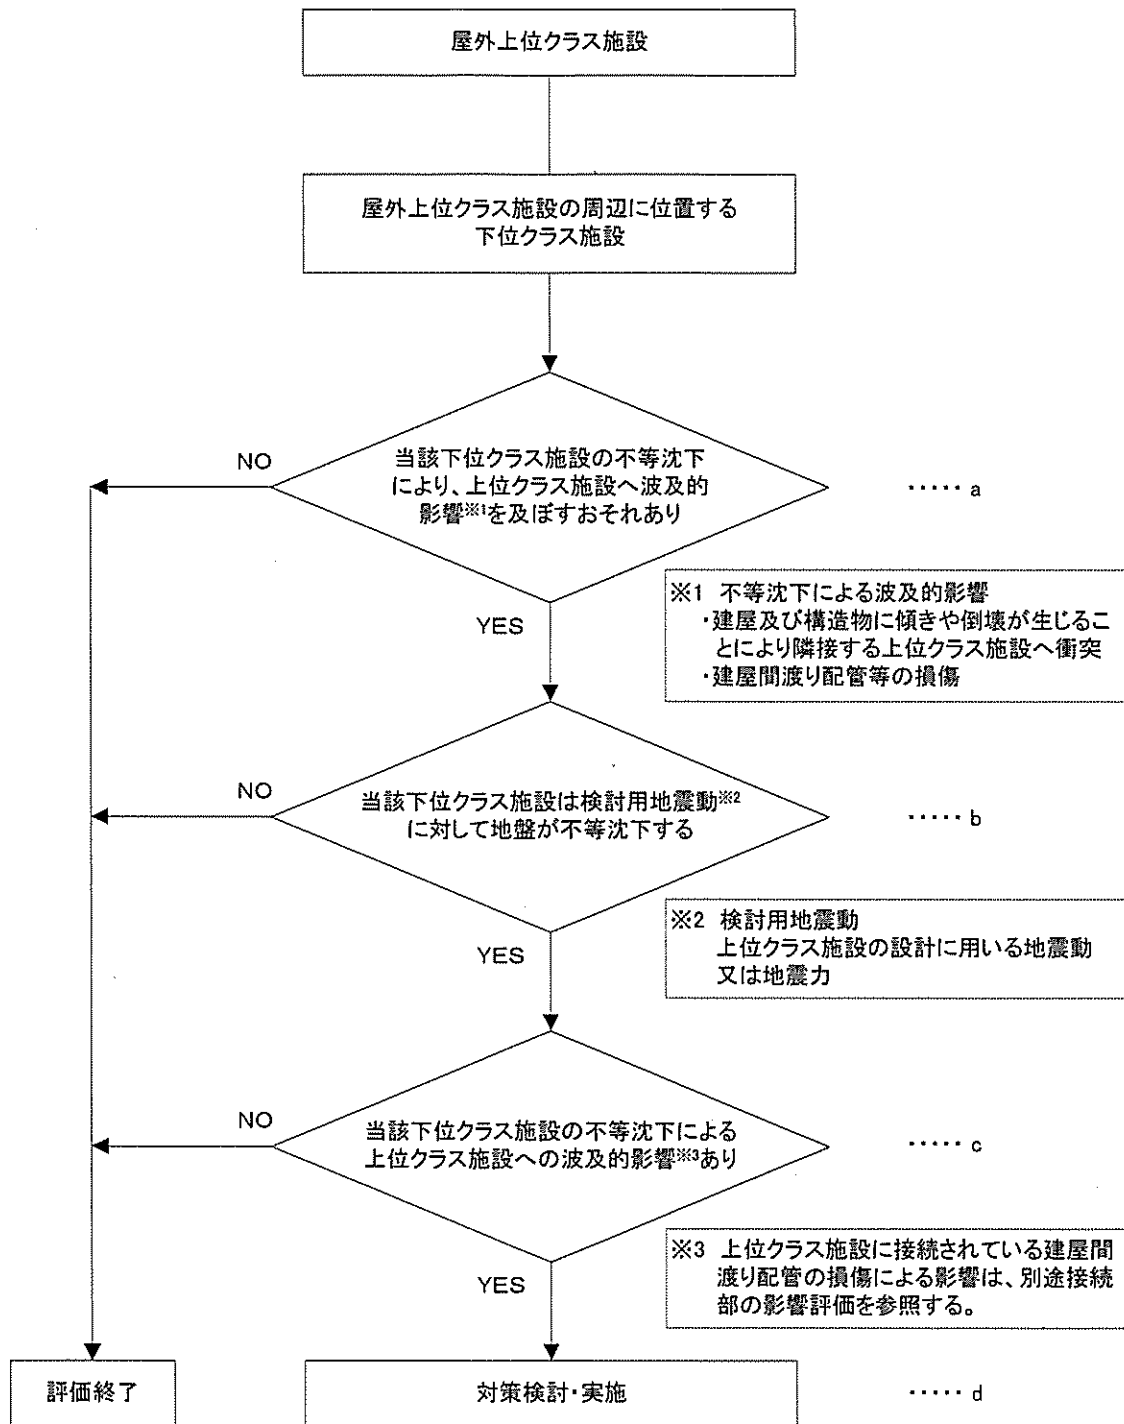 屋外上位クラス施設
屋外上位クラス施設の周辺に位置する
下位クラス施設
当該下位クラス施設の不等沈下
により、上位クラス施設へ波及的
影響※1を及ぼすおそれあり
NO
‥‥‥ a
YES
※1 不等沈下による波及的影響
・建屋及び構造物に傾きや倒壊が生じるこ
とにより隣接する上位クラス施設へ衝突
・建屋間渡り配管等の損傷
当該下位クラス施設は検討用地震動※2
に対して地盤が不等沈下する
NO
‥‥‥ b
YES
※2 検討用地震動
上位クラス施設の設計に用いる地震動
又は地震力
当該下位クラス施設の不等沈下による
上位クラス施設への波及的影響※3あり
NO
‥‥‥ c
YES
※3 上位クラス施設に接続されている建屋間
渡り配管の損傷による影響は、別途接続
部の影響評価を参照する。
評価終了
対策検討・実施
‥‥‥ d